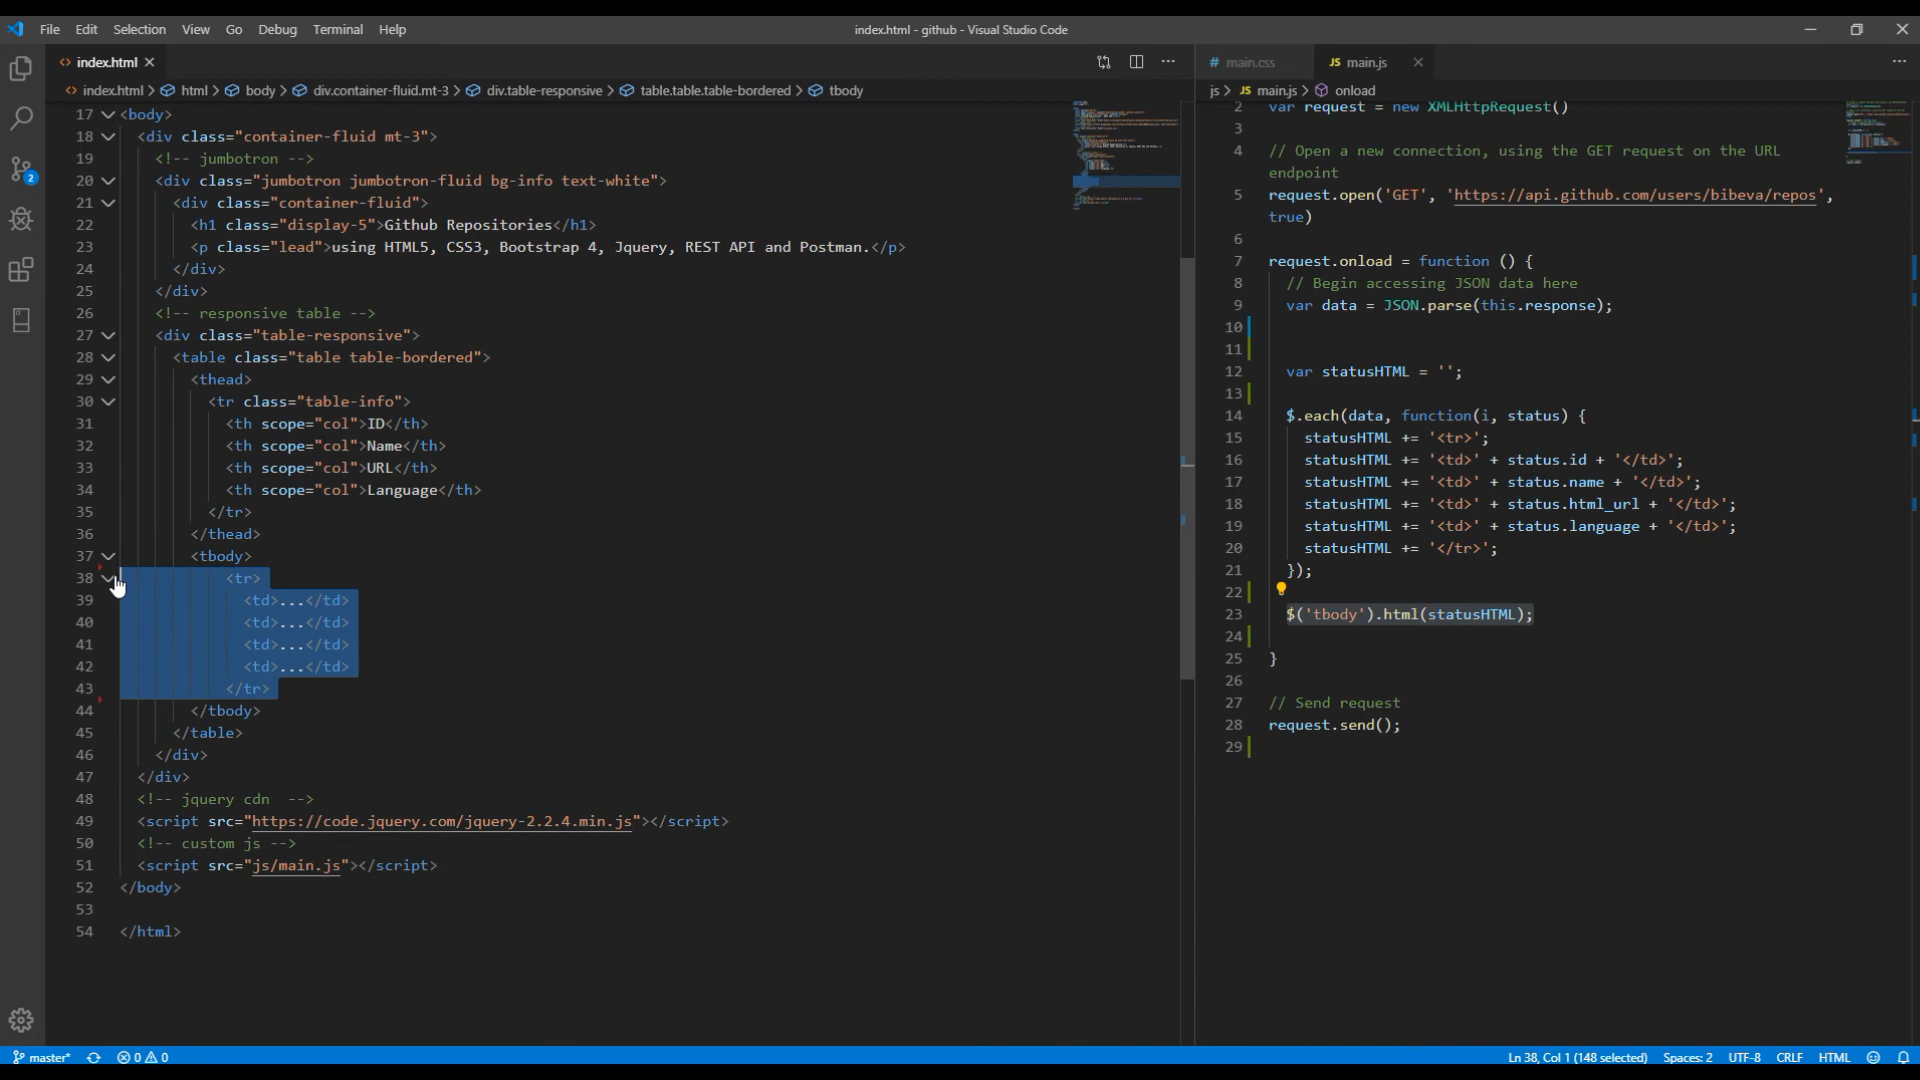 File Edit Selection View Go Debug Terminal Help
index.html - github - Visual Studio Code
<> index.html
<> index.html > html > body > div.container-fluid.mt-3 > div.table-responsive > table.table.table-bordered > tbody
17 <body>
18 <div class="container-fluid mt-3">
19 <!-- jumbotron -->
20 <div class="jumbotron jumbotron-fluid bg-info text-white">
21 <div class="container-fluid">
22 <h1 class="display-5">Github Repositories</h1>
23 <p class="lead">using HTML5, CSS3, Bootstrap 4, Jquery, REST API and Postman.</p>
24 </div>
25 </div>
26 <!-- responsive table -->
27 <div class="table-responsive">
28 <table class="table table-bordered">
29 <thead>
30 <tr class="table-info">
31 <th scope="col">ID</th>
32 <th scope="col">Name</th>
33 <th scope="col">URL</th>
34 <th scope="col">Language</th>
35 </tr>
36 </thead>
37 <tbody>
38 <tr>
39 <td>...</td>
40 <td>...</td>
41 <td>...</td>
42 <td>...</td>
43 </tr>
44 </tbody>
45 </table>
46 </div>
47 </div>
48 <!-- jquery cdn  -->
49 <script src="https://code.jquery.com/jquery-2.2.4.min.js"></script>
50 <!-- custom js -->
51 <script src="js/main.js"></script>
52 </body>
53
54 </html>
# main.css JS main.js
js > JS main.js > onload
2 var request = new XMLHttpRequest()
3
4 // Open a new connection, using the GET request on the URL
endpoint
5 request.open('GET', 'https://api.github.com/users/bibeva/repos',
true)
6
7 request.onload = function () {
8 // Begin accessing JSON data here
9 var data = JSON.parse(this.response);
10
11
12 var statusHTML = '';
13
14 $.each(data, function(i, status) {
15 statusHTML += '<tr>';
16 statusHTML += '<td>' + status.id + '</td>';
17 statusHTML += '<td>' + status.name + '</td>';
18 statusHTML += '<td>' + status.html_url + '</td>';
19 statusHTML += '<td>' + status.language + '</td>';
20 statusHTML += '</tr>';
21 });
22
23 $('tbody').html(statusHTML);
24
25 }
26
27 // Send request
28 request.send();
29
2
master* 0 0 Ln 38, Col 1 (148 selected) Spaces: 2 UTF-8 CRLF HTML